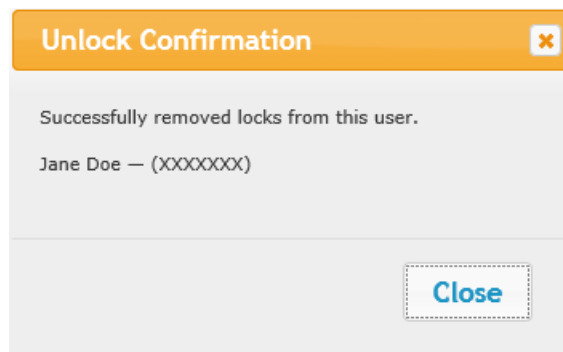 Unlock Confirmation
Successfully removed locks from this user.
Jane Doe — (XXXXXXX)
Close